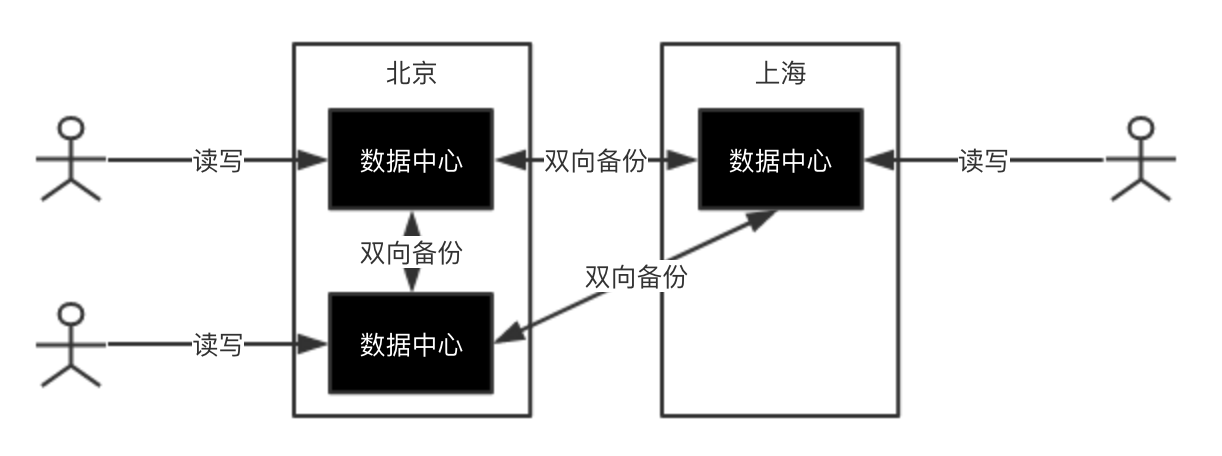 北京
上海
读写
数据中心
双向备份
数据中心
读写
双向备份
双向备份
读写
数据中心